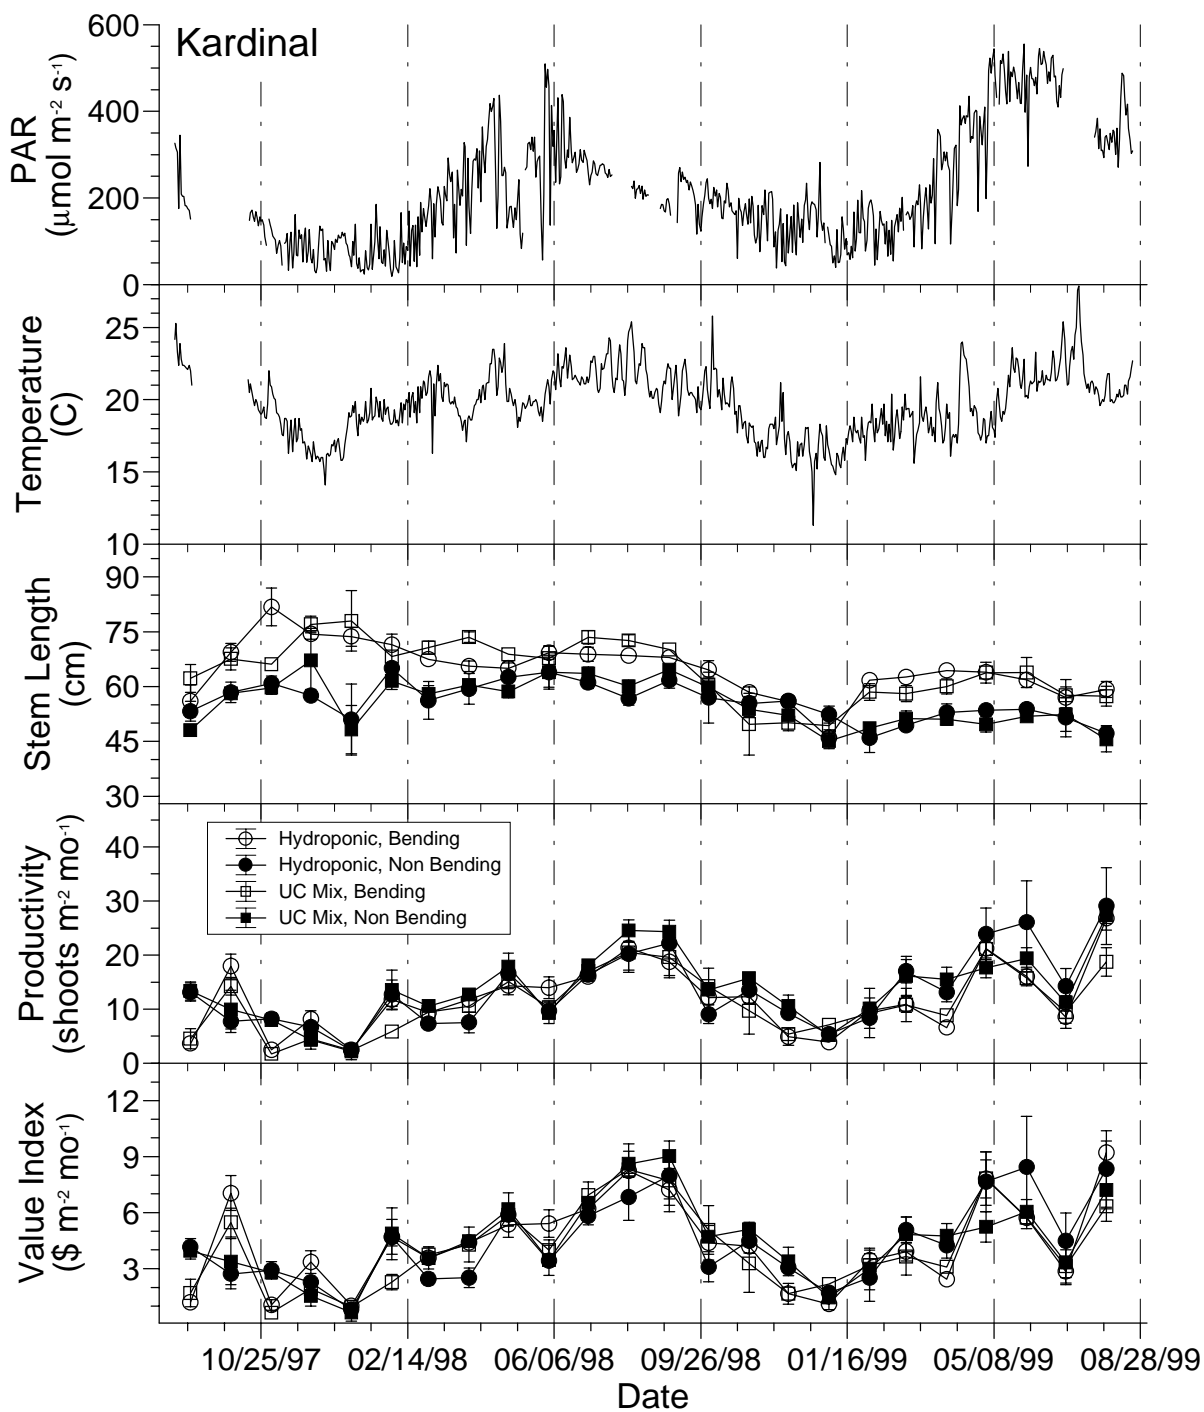 Kardinal
PAR
(μmol m⁻² s⁻¹)
600
400
200
0
Temperature
(C)
25
20
15
10
Stem Length
(cm)
90
75
60
45
30
Productivity
(shoots m⁻² mo⁻¹)
40
30
20
10
0
Hydroponic, Bending
Hydroponic, Non Bending
UC Mix, Bending
UC Mix, Non Bending
Value Index
($ m⁻² mo⁻¹)
12
9
6
3
10/25/97 02/14/98 06/06/98 09/26/98 01/16/99 05/08/99 08/28/99
Date